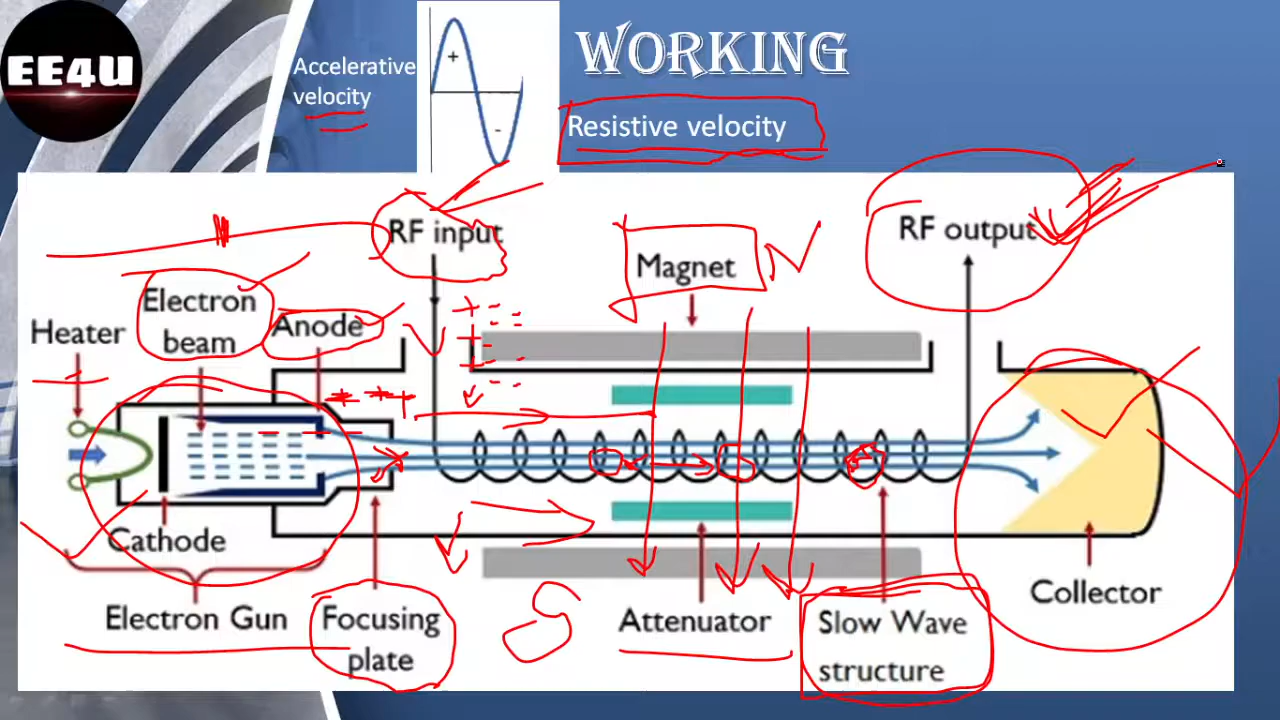 EE4U
WORKING
Accelerative
velocity
+
-
Resistive velocity
RF input
RF output
Magnet
N
Electron
beam
Anode
Heater
Cathode
Electron Gun
Focusing
plate
S
Attenuator
Slow Wave
structure
Collector